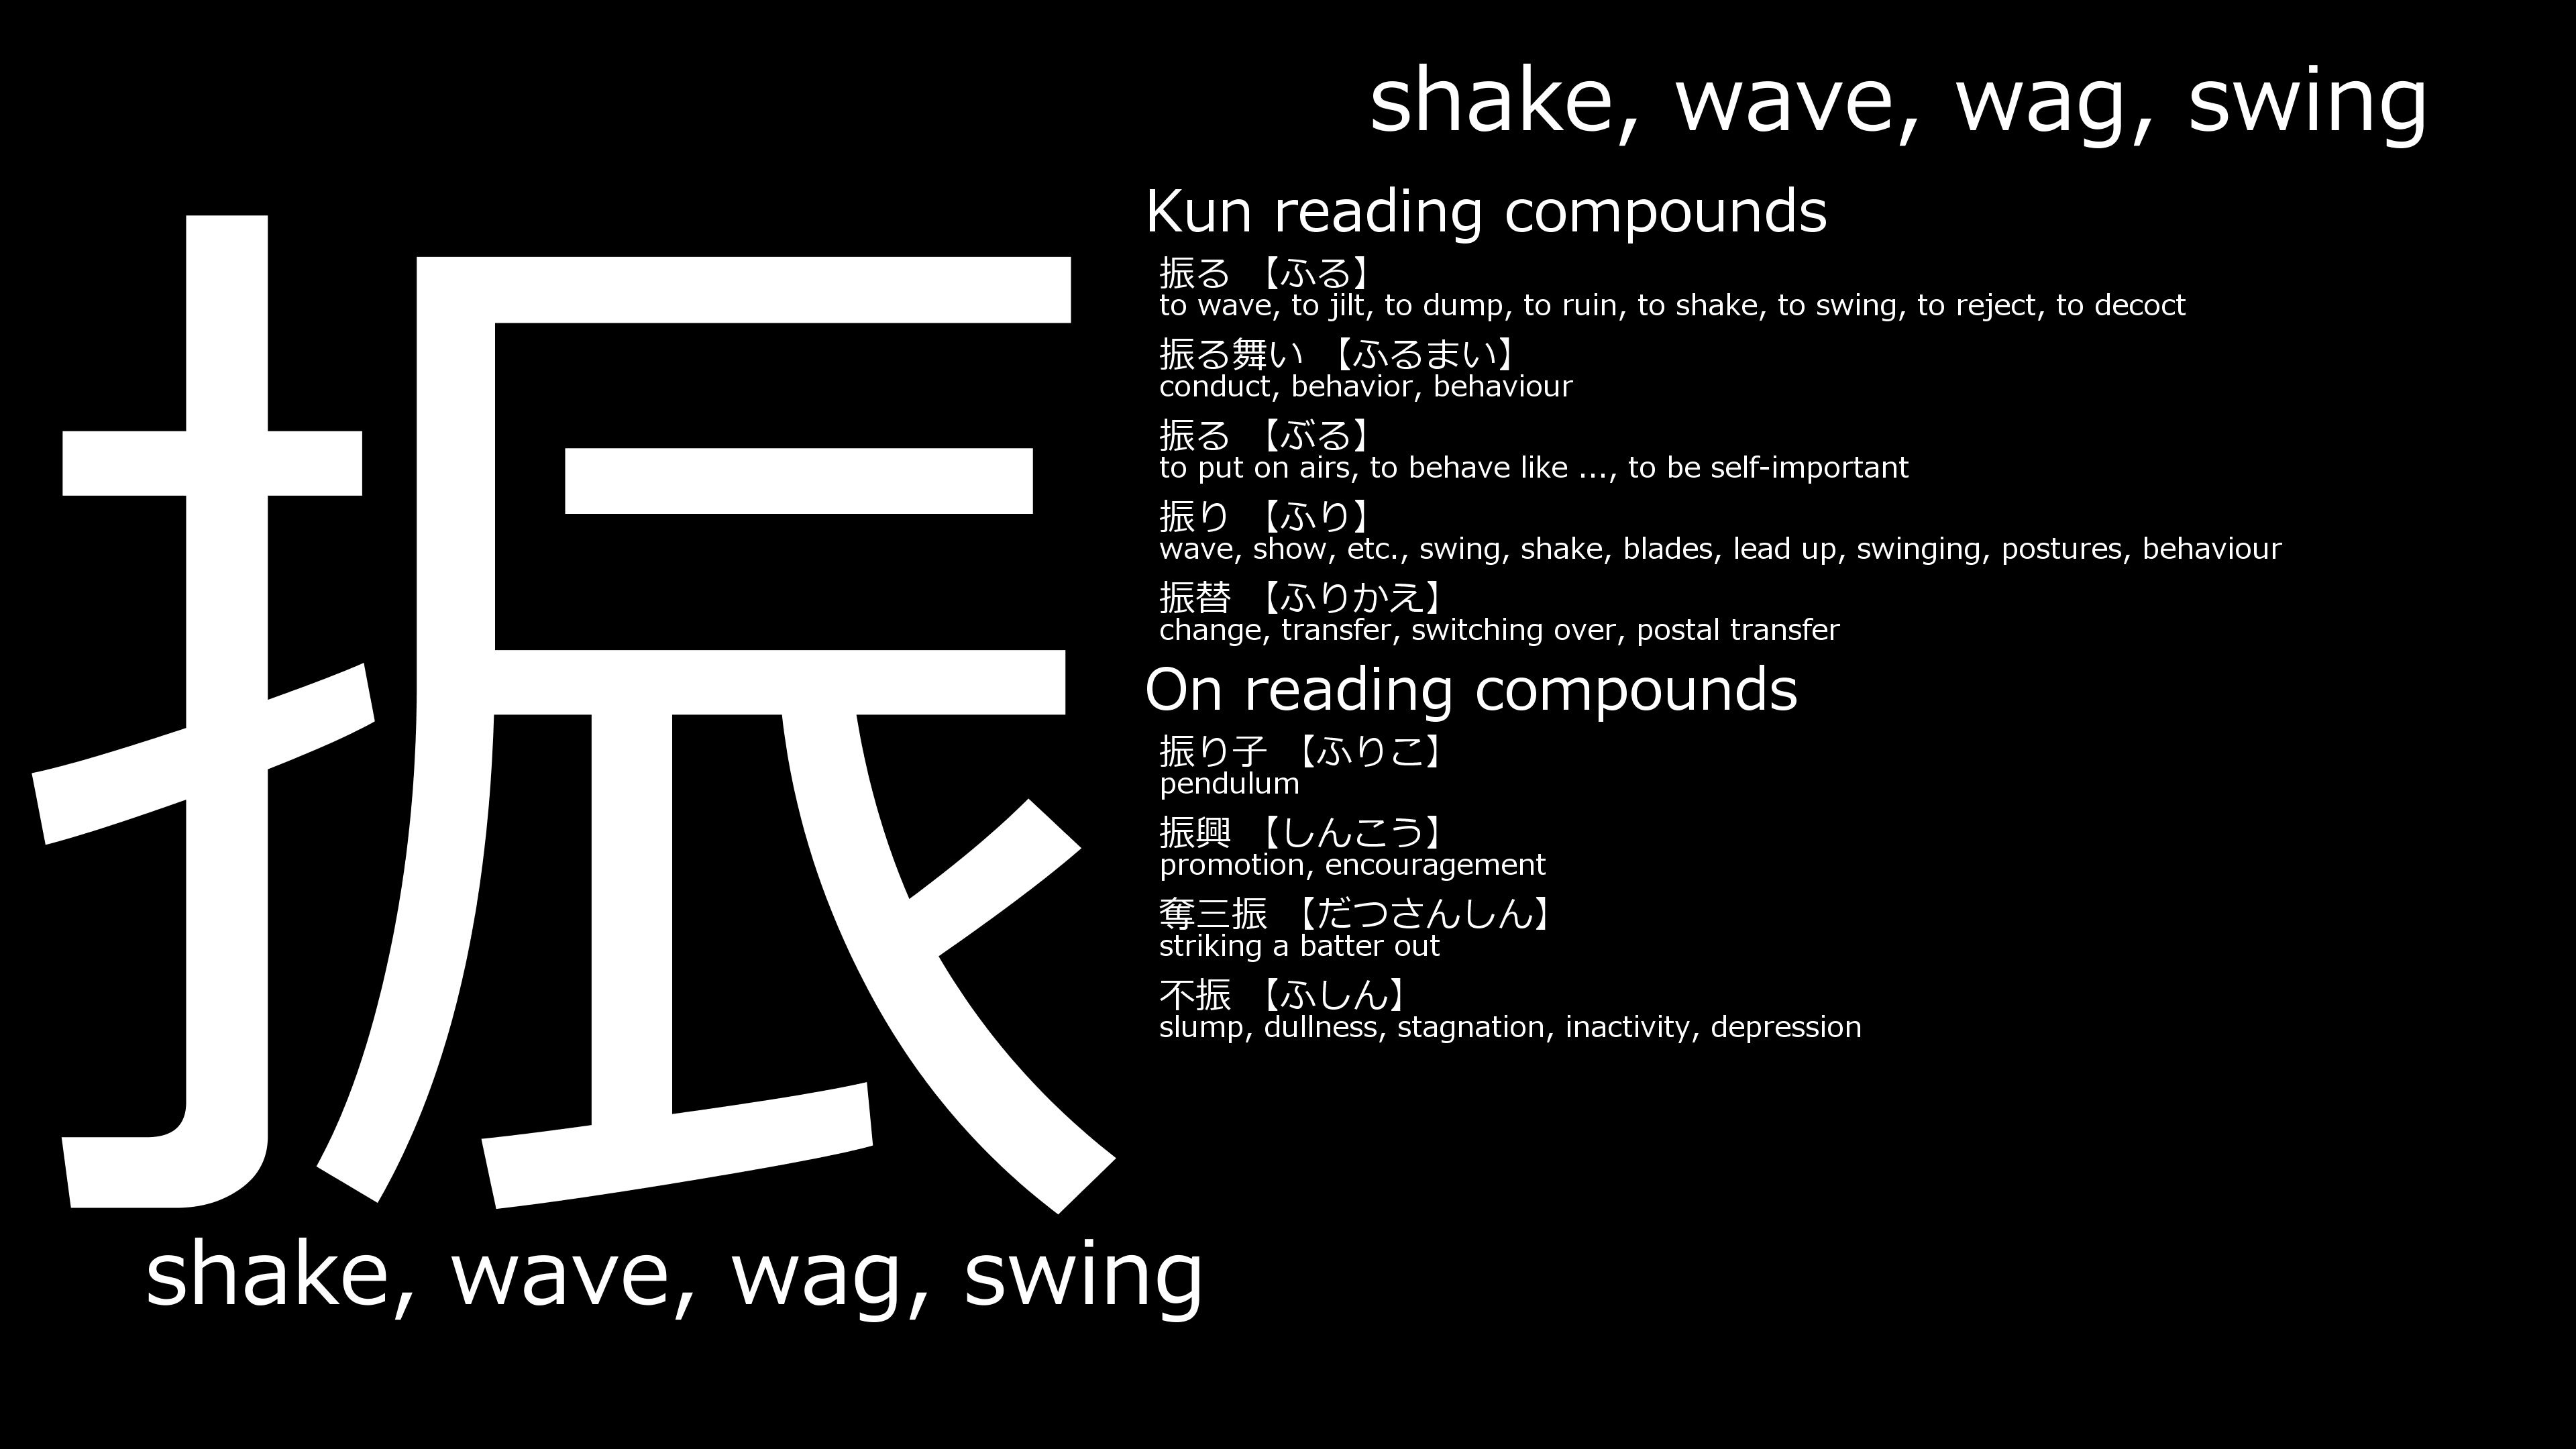 振
shake, wave, wag, swing
shake, wave, wag, swing
Kun reading compounds
振る 【ふる】
to wave, to jilt, to dump, to ruin, to shake, to swing, to reject, to decoct
振る舞い 【ふるまい】
conduct, behavior, behaviour
振る 【ぶる】
to put on airs, to behave like ..., to be self-important
振り 【ふり】
wave, show, etc., swing, shake, blades, lead up, swinging, postures, behaviour
振替 【ふりかえ】
change, transfer, switching over, postal transfer
On reading compounds
振り子 【ふりこ】
pendulum
振興 【しんこう】
promotion, encouragement
奪三振 【だつさんしん】
striking a batter out
不振 【ふしん】
slump, dullness, stagnation, inactivity, depression